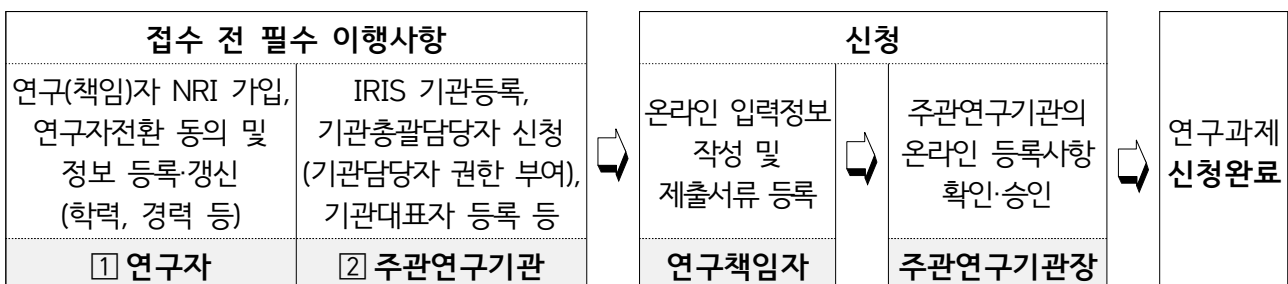 접수 전 필수 이행사항
연구(책임)자 NRI 가입,
연구자전환 동의 및
정보 등록·갱신
(학력, 경력 등)
1 연구자
IRIS 기관등록,
기관총괄담당자 신청
(기관담당자 권한 부여),
기관대표자 등록 등
2 주관연구기관
신청
온라인 입력정보
작성 및
제출서류 등록
연구책임자
주관연구기관의
온라인 등록사항
확인·승인
주관연구기관장
연구과제
신청완료